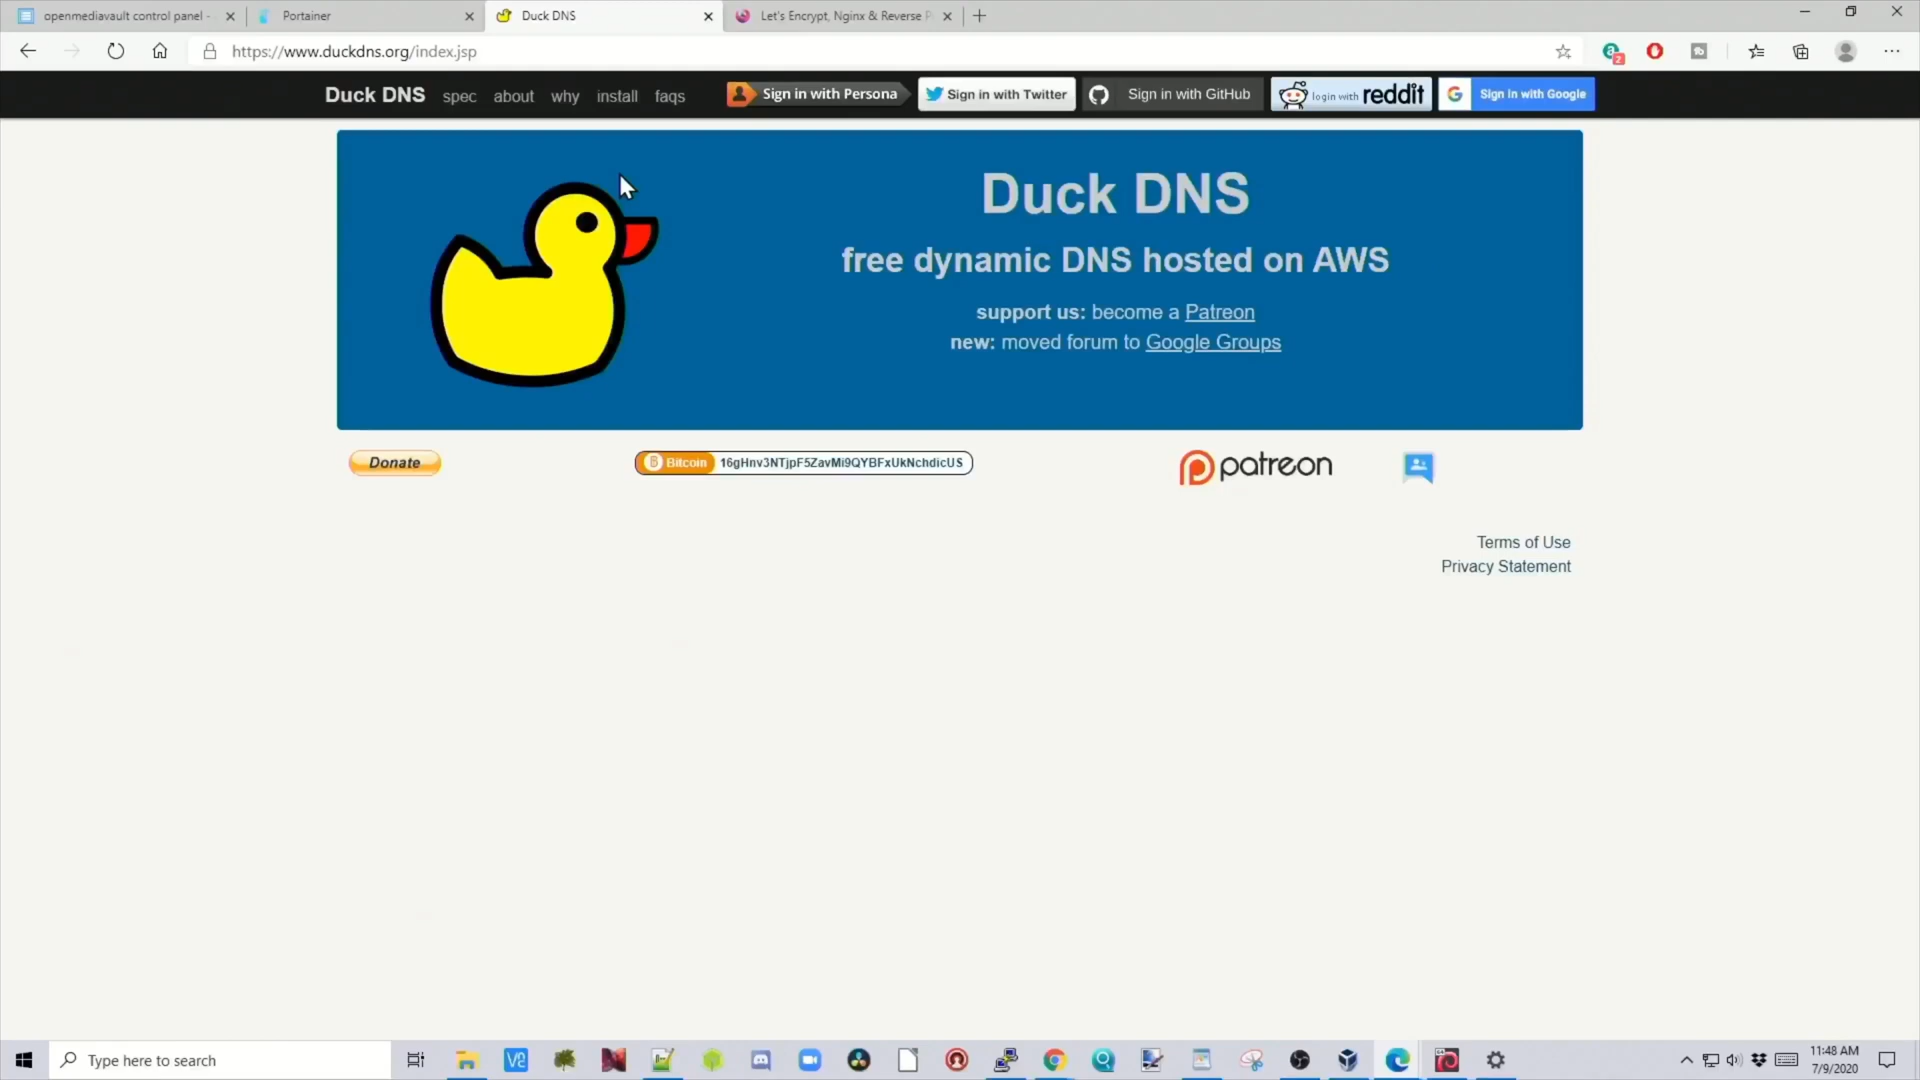 openmediavault control panel -
Portainer
Duck DNS
Let's Encrypt, Nginx & Reverse P
https://www.duckdns.org/index.jsp
2
Duck DNS
spec
about
why
install
faqs
Sign in with Persona
Sign in with Twitter
Sign in with GitHub
login with reddit
G
Sign in with Google
Duck DNS
free dynamic DNS hosted on AWS
support us: become a Patreon
new: moved forum to Google Groups
Donate
Bitcoin
16gHnv3NTjpF5ZavMi9QYBFxUkNchdicUS
patreon
Terms of Use
Privacy Statement
Type here to search
11:48 AM
7/9/2020